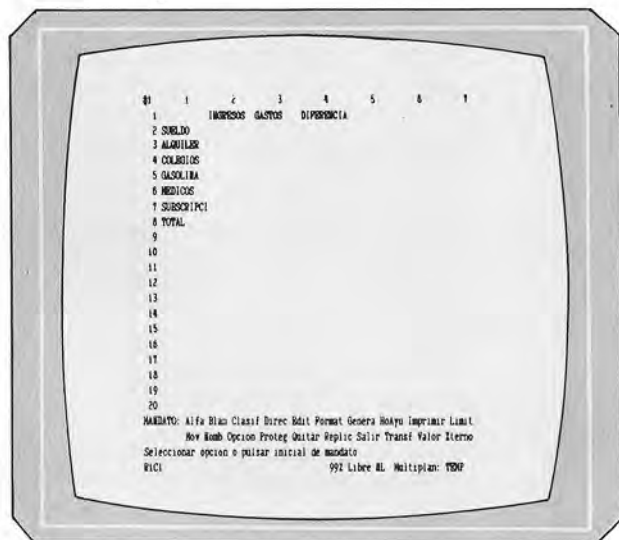 #1 1 2 3 4 5 6 7
1 INGRESOS GASTOS DIFERENCIA
2 SUELDO
3 ALQUILER
4 COLEGIOS
5 GASOLINA
6 MEDICOS
7 SUBSCRIPCI
8 TOTAL
9
10
11
12
13
14
15
16
17
18
19
20
MANDATO: Alfa Blan Clasif Direc Edit Format Genera HoAyu Imprimir Limit
Mov Nomb Opcion Proteg Quitar Replic Salir Transf Valor Xterno
Seleccionar opcion o pulsar inicial de mandato
R1C1 99% Libre NL Multiplan: TEMP